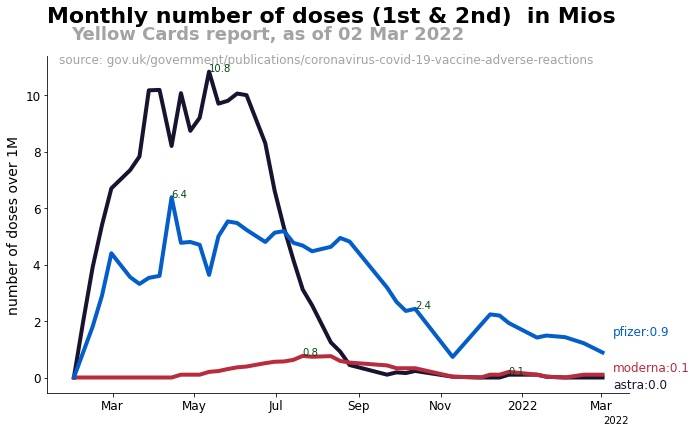 Monthly number of doses (1st & 2nd)  in Mios
Yellow Cards report, as of 02 Mar 2022
source: gov.uk/government/publications/coronavirus-covid-19-vaccine-adverse-reactions
number of doses over 1M
10
8
6
4
2
0
10.8
6.4
2.4
0.8
0.1
pfizer:0.9
moderna:0.1
astra:0.0
Mar May Jul Sep Nov 2022 Mar
2022